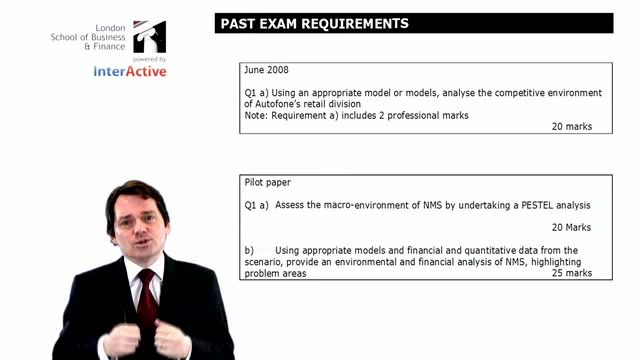 London
School of Business
& Finance
powered by
InterActive
PAST EXAM REQUIREMENTS
June 2008
Q1 a) Using an appropriate model or models, analyse the competitive environment
of Autofone's retail division
Note: Requirement a) includes 2 professional marks
20 marks
Pilot paper
Q1 a) Assess the macro-environment of NMS by undertaking a PESTEL analysis
20 Marks
b) Using appropriate models and financial and quantitative data from the
scenario, provide an environmental and financial analysis of NMS, highlighting
problem areas 25 marks